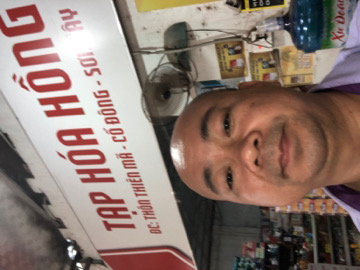 TẠP HÓA HỒNG
ĐC: THÔN THIÊN MÃ - CỔ ĐÔNG - SƠN TÂY